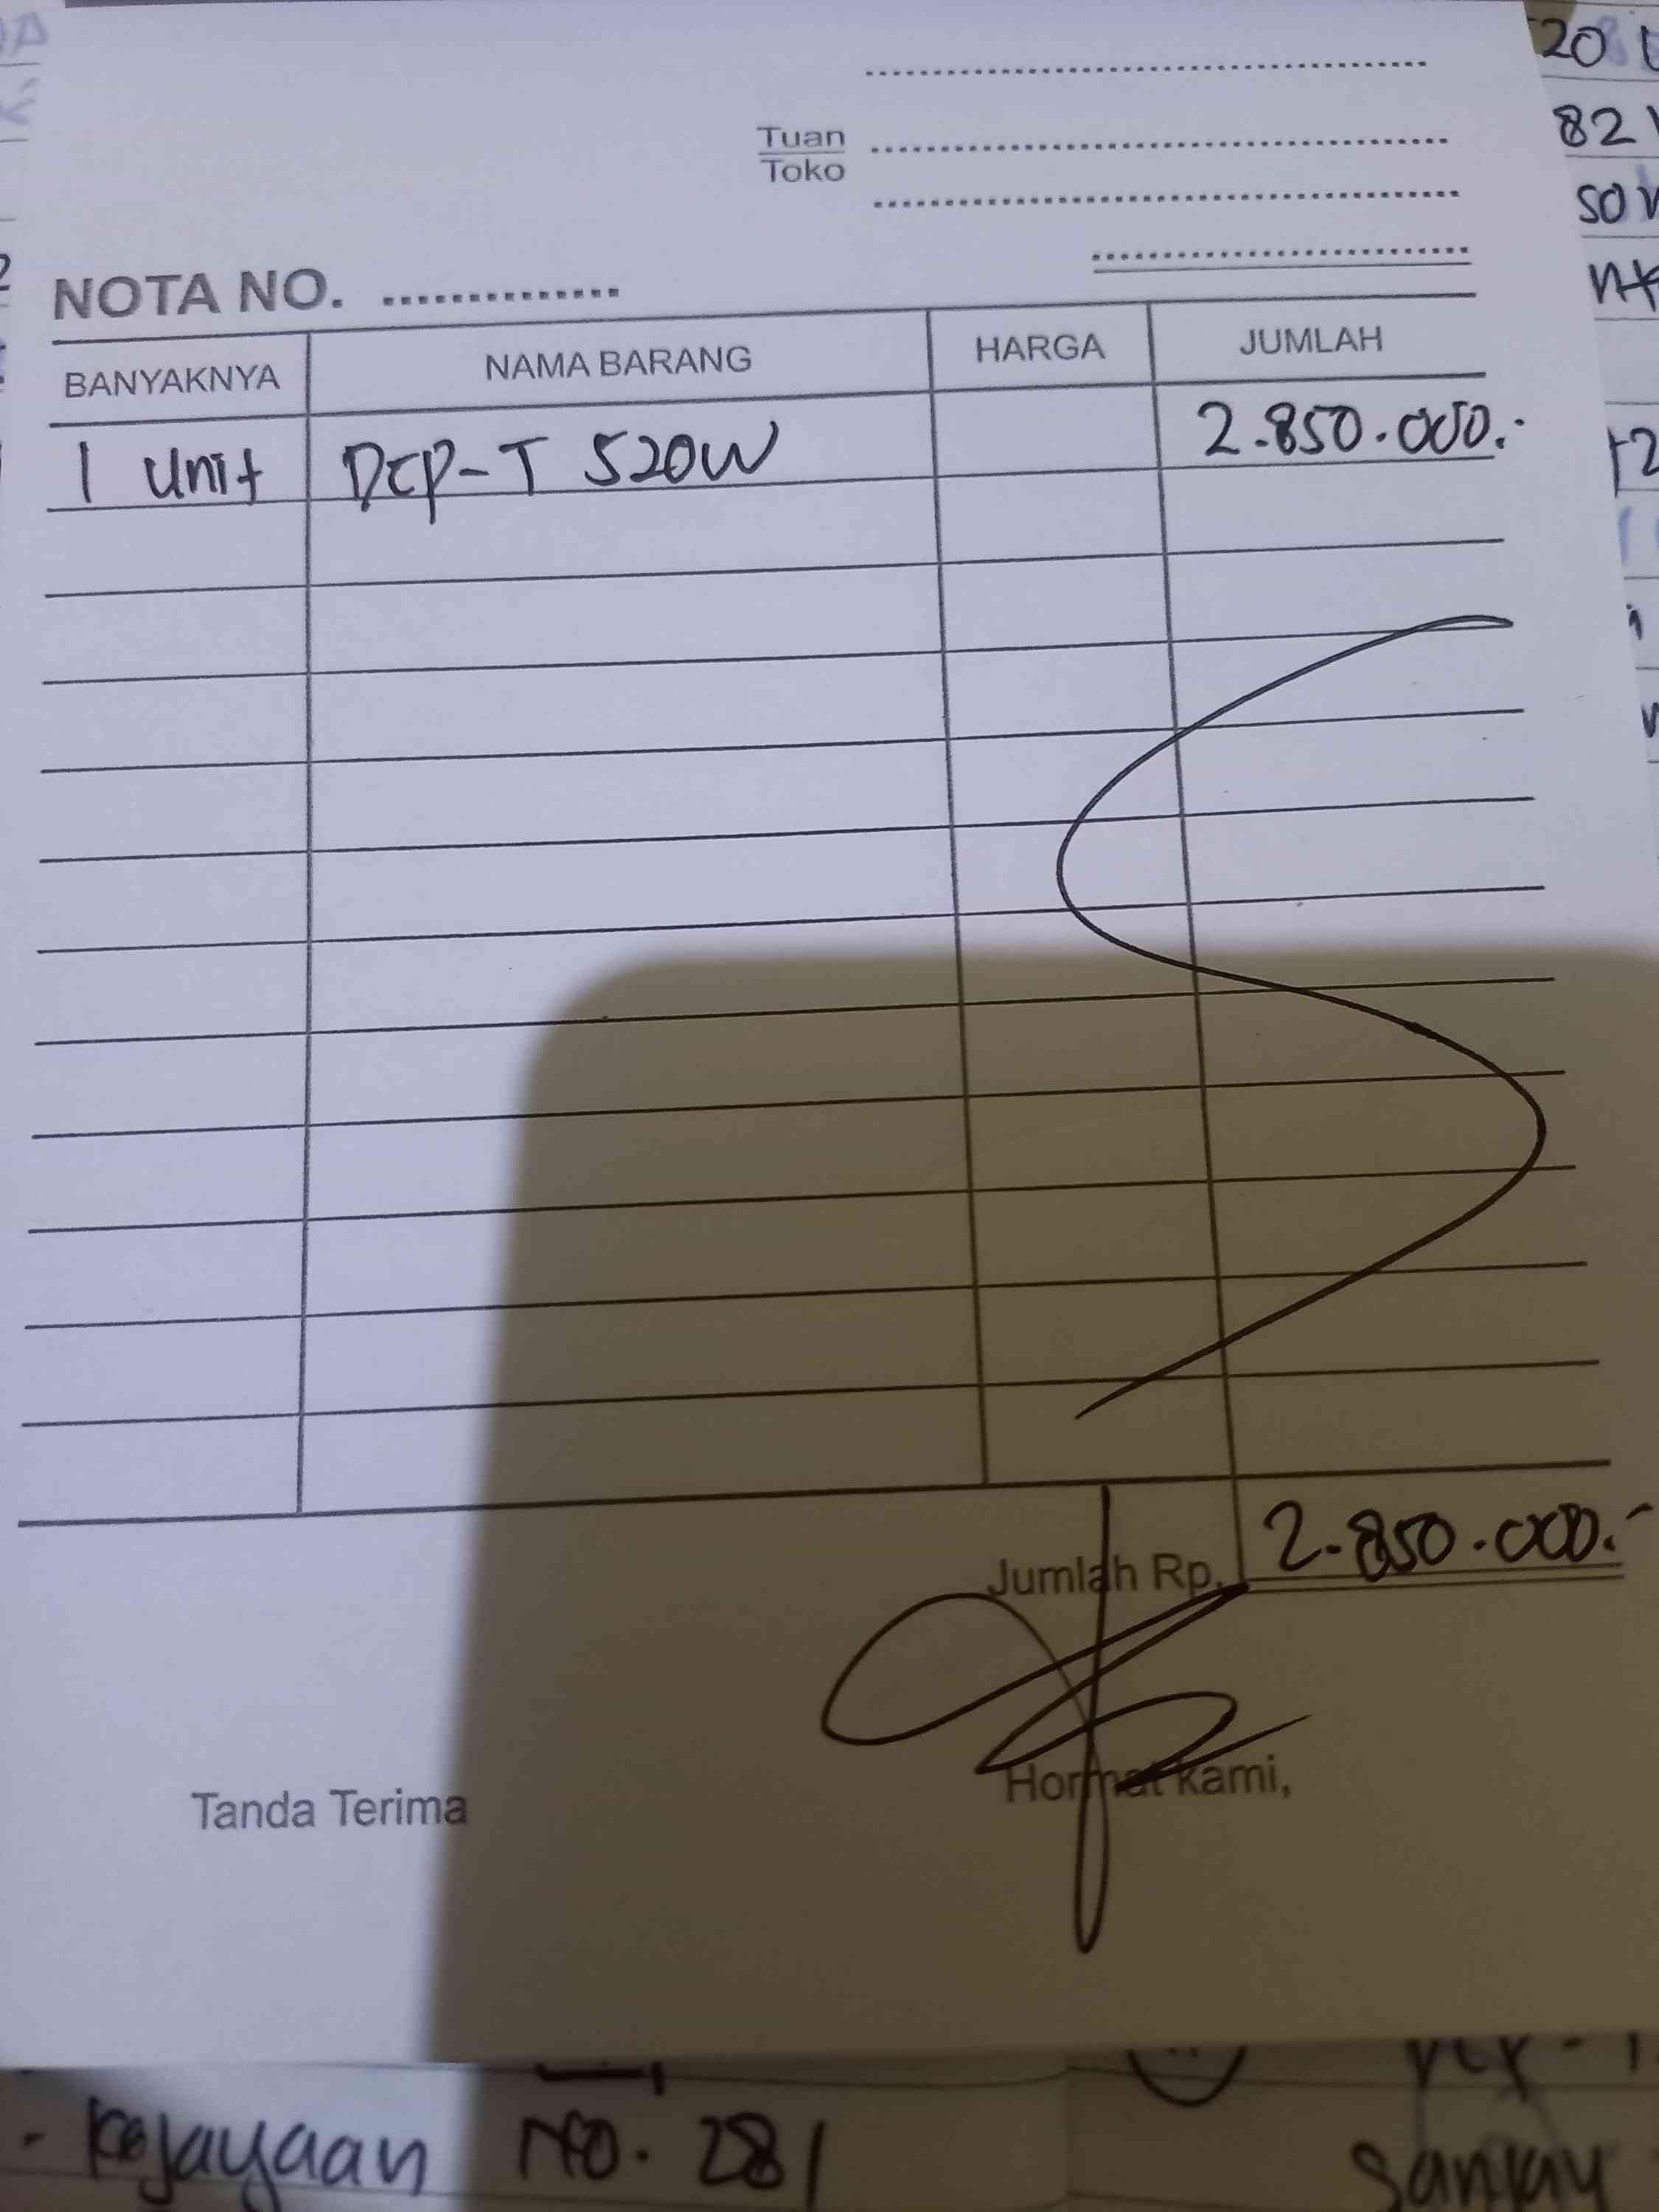 Tuan
Toko
NOTA NO.
BANYAKNYA NAMA BARANG HARGA JUMLAH
1 Unit DCP-T 520W 2.850.000.-
Jumlah Rp. 2.850.000.-
Tanda Terima Hormat kami,
20
82
50
- Kejayaan No. 281